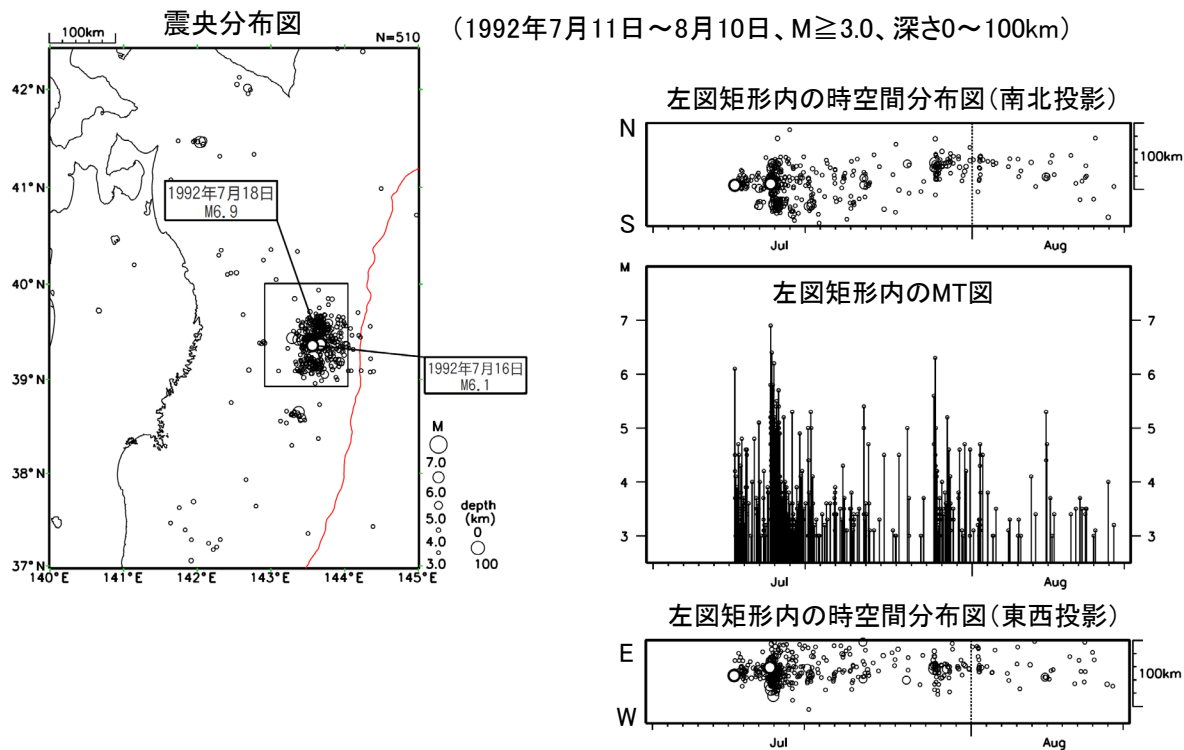 震央分布図
(1992年7月11日～8月10日、M≧3.0、深さ0～100km)
100km
N=510
42°N
41°N
40°N
39°N
38°N
37°N
140°E
141°E
142°E
143°E
144°E
145°E
1992年7月18日
M6.9
1992年7月16日
M6.1
M
7.0
6.0
5.0
4.0
3.0
depth
(km)
0
100
左図矩形内の時空間分布図(南北投影)
N
S
100km
Jul
Aug
左図矩形内のMT図
M
7
6
5
4
3
7
6
5
4
3
Jul
Aug
左図矩形内の時空間分布図(東西投影)
E
W
100km
Jul
Aug